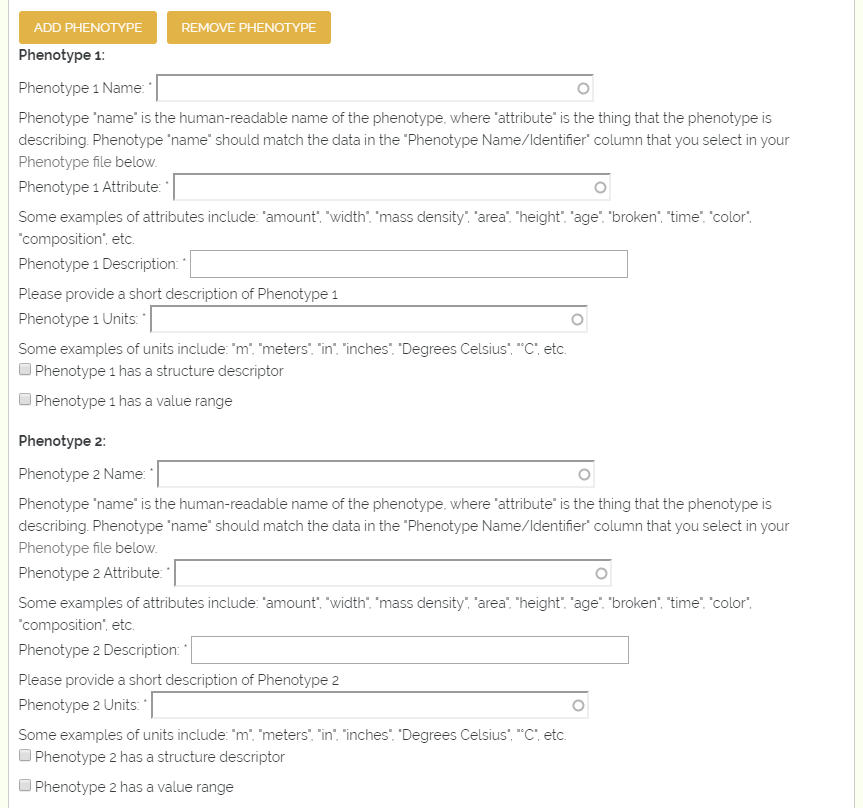 ADD PHENOTYPE REMOVE PHENOTYPE
Phenotype 1:
Phenotype 1 Name: *
Phenotype "name" is the human-readable name of the phenotype, where "attribute" is the thing that the phenotype is
describing. Phenotype "name" should match the data in the "Phenotype Name/Identifier" column that you select in your
Phenotype file below.
Phenotype 1 Attribute: *
Some examples of attributes include: "amount", "width", "mass density", "area", "height", "age", "broken", "time", "color",
"composition", etc.
Phenotype 1 Description: *
Please provide a short description of Phenotype 1
Phenotype 1 Units: *
Some examples of units include: "m", "meters", "in", "inches", "Degrees Celsius", "°C", etc.
Phenotype 1 has a structure descriptor
Phenotype 1 has a value range
Phenotype 2:
Phenotype 2 Name: *
Phenotype "name" is the human-readable name of the phenotype, where "attribute" is the thing that the phenotype is
describing. Phenotype "name" should match the data in the "Phenotype Name/Identifier" column that you select in your
Phenotype file below.
Phenotype 2 Attribute: *
Some examples of attributes include: "amount", "width", "mass density", "area", "height", "age", "broken", "time", "color",
"composition", etc.
Phenotype 2 Description: *
Please provide a short description of Phenotype 2
Phenotype 2 Units: *
Some examples of units include: "m", "meters", "in", "inches", "Degrees Celsius", "°C", etc.
Phenotype 2 has a structure descriptor
Phenotype 2 has a value range